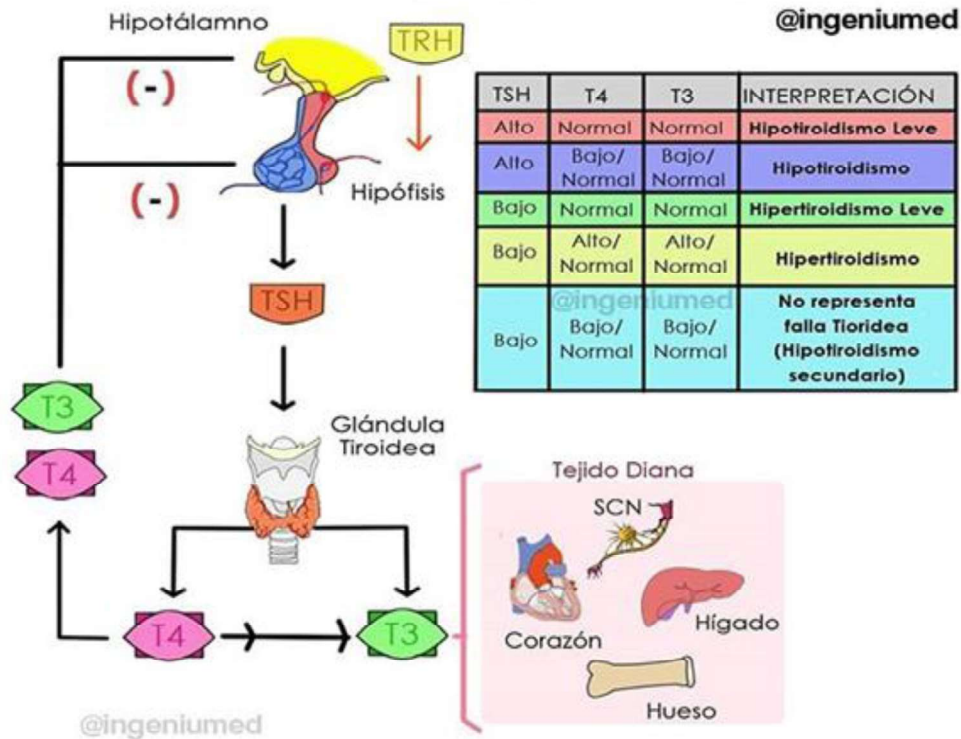 Hipotálamno
TRH
@ingeniumed
(-)
(-)
Hipófisis
TSH
T3
T4
Glándula
Tiroidea
T4
T3
TSH T4 T3 INTERPRETACIÓN
Alto Normal Normal Hipotiroidismo Leve
Alto Bajo/ Normal Bajo/ Normal Hipotiroidismo
Bajo Normal Normal Hipertiroidismo Leve
Bajo Alto/ Normal Alto/ Normal Hipertiroidismo
@ingeniumed
Bajo Bajo/ Normal Bajo/ Normal No representa
falla Tioridea
(Hipotiroidismo
secundario)
Tejido Diana
SCN
Corazón
Hígado
Hueso
@ingeniumed